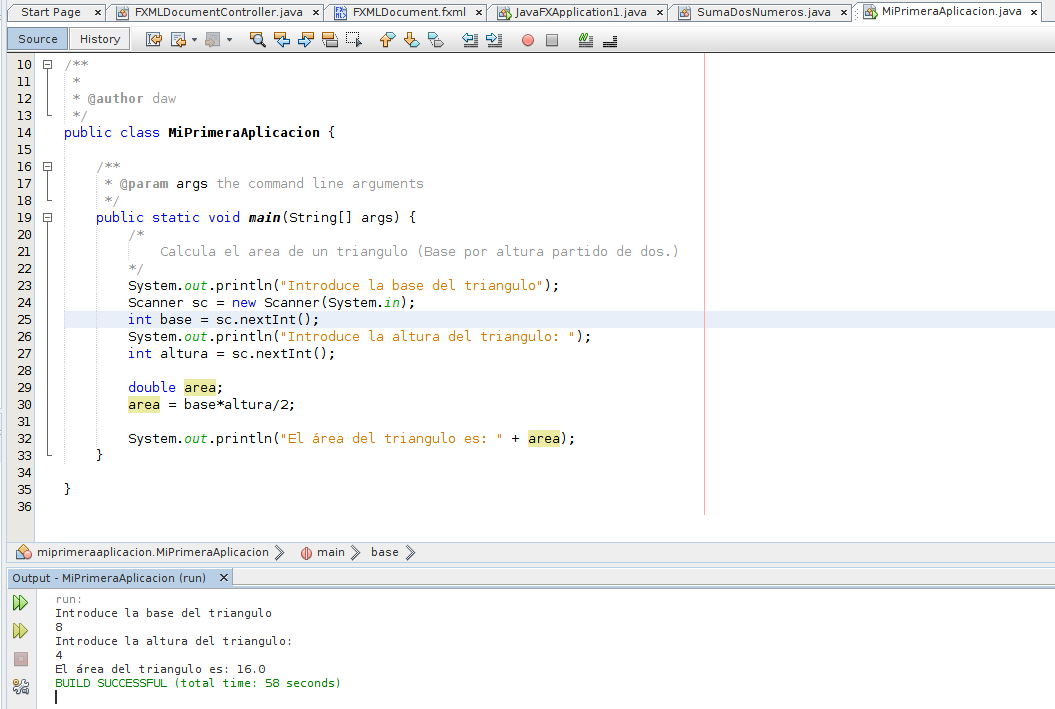 Start Page FXMLDocumentController.java FXMLDocument.fxml JavaFXApplication1.java SumaDosNumeros.java MiPrimeraAplicacion.java
Source History
10 /**
11 *
12 * @author daw
13 */
14 public class MiPrimeraAplicacion {
15
16 /**
17 * @param args the command line arguments
18 */
19 public static void main(String[] args) {
20 /*
21 Calcula el area de un triangulo (Base por altura partido de dos.)
22 */
23 System.out.println("Introduce la base del triangulo");
24 Scanner sc = new Scanner(System.in);
25 int base = sc.nextInt();
26 System.out.println("Introduce la altura del triangulo: ");
27 int altura = sc.nextInt();
28
29 double area;
30 area = base*altura/2;
31
32 System.out.println("El área del triangulo es: " + area);
33 }
34
35 }
36
miprimeraaplicacion.MiPrimeraAplicacion main base
Output - MiPrimeraAplicacion (run)
run:
Introduce la base del triangulo
8
Introduce la altura del triangulo:
4
El área del triangulo es: 16.0
BUILD SUCCESSFUL (total time: 58 seconds)